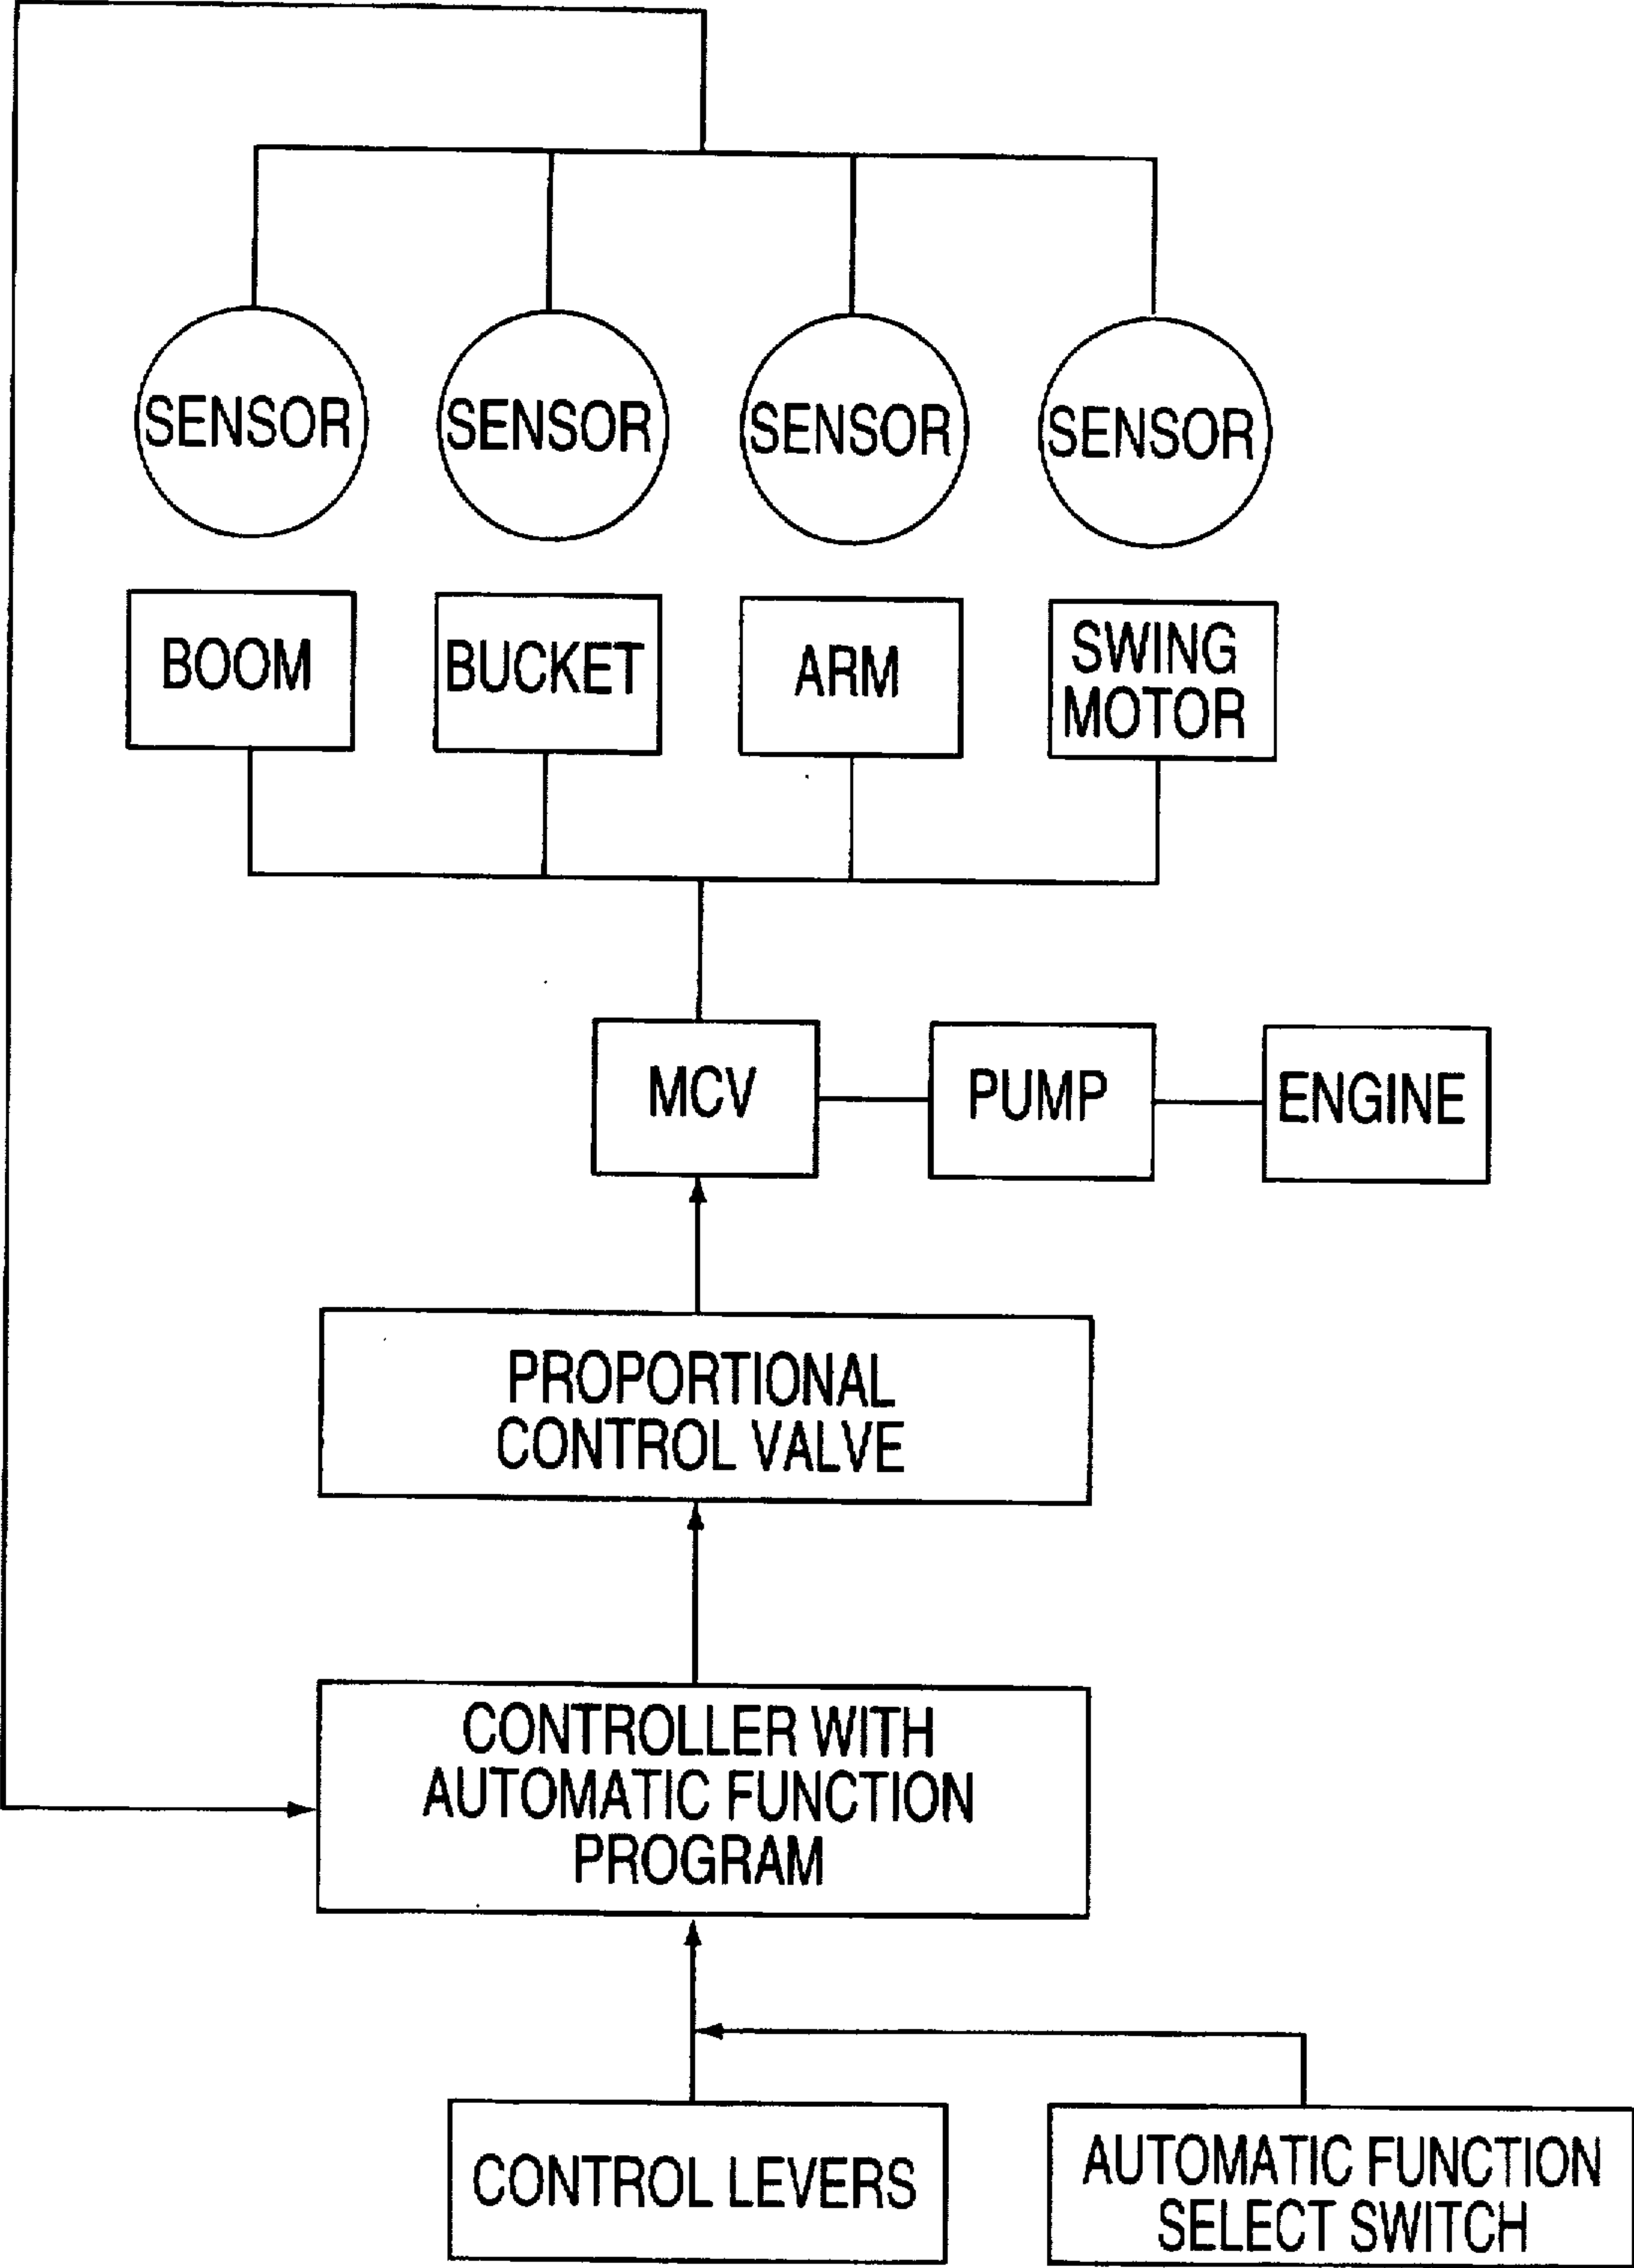 SENSOR SENSOR SENSOR SENSOR
BOOM BUCKET ARM SWING
MOTOR
MCV PUMP ENGINE
PROPORTIONAL
CONTROL VALVE
CONTROLLER WITH
AUTOMATIC FUNCTION
PROGRAM
CONTROL LEVERS
AUTOMATIC FUNCTION
SELECT SWITCH